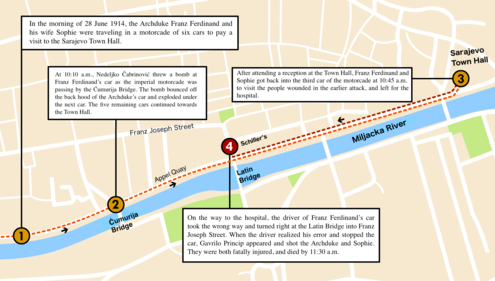 In the morning of 28 June 1914, the Archduke Franz Ferdinand and
his wife Sophie were traveling in a motorcade of six cars to pay a
visit to the Sarajevo Town Hall.
At 10:10 a.m., Nedeljko Čabrinović threw a bomb at
Franz Ferdinand's car as the imperial motorcade was
passing by the Ćumurija Bridge. The bomb bounced off
the back hood of the Archduke's car and exploded under
the next car. The five remaining cars continued towards
the Town Hall.
After attending a reception at the Town Hall, Franz Ferdinand and
Sophie got back into the third car of the motorcade at 10:45 a.m.
to visit the people wounded in the earlier attack, and left for the
hospital.
Sarajevo
Town Hall
3
Franz Joseph Street
Schiller's
4
Miljacka River
Appel Quay
Latin
Bridge
2
Ćumurija
Bridge
1
On the way to the hospital, the driver of Franz Ferdinand's car
took the wrong way and turned right at the Latin Bridge into Franz
Joseph Street. When the driver realized his error and stopped the
car, Gavrilo Princip appeared and shot the Archduke and Sophie.
They were both fatally injured, and died by 11:30 a.m.